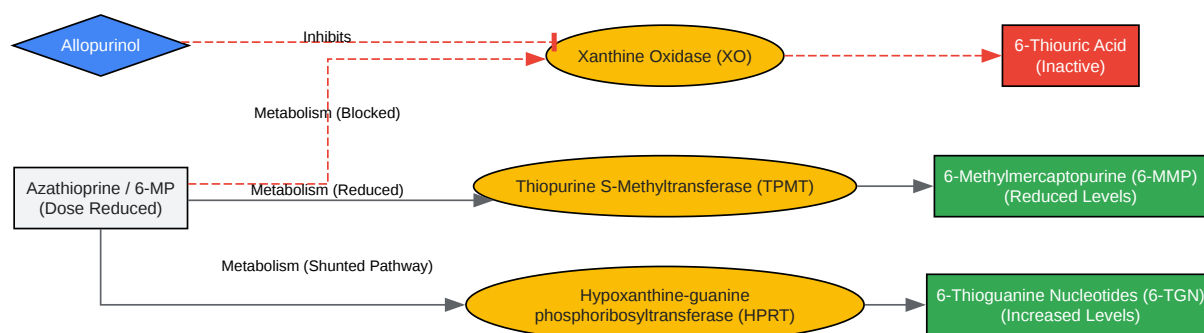 Allopurinol
Inhibits
Xanthine Oxidase (XO)
6-Thiouric Acid
(Inactive)
Metabolism (Blocked)
Azathioprine / 6-MP
(Dose Reduced)
Metabolism (Reduced)
Thiopurine S-Methyltransferase (TPMT)
6-Methylmercaptopurine (6-MMP)
(Reduced Levels)
Metabolism (Shunted Pathway)
Hypoxanthine-guanine
phosphoribosyltransferase (HPRT)
6-Thioguanine Nucleotides (6-TGN)
(Increased Levels)